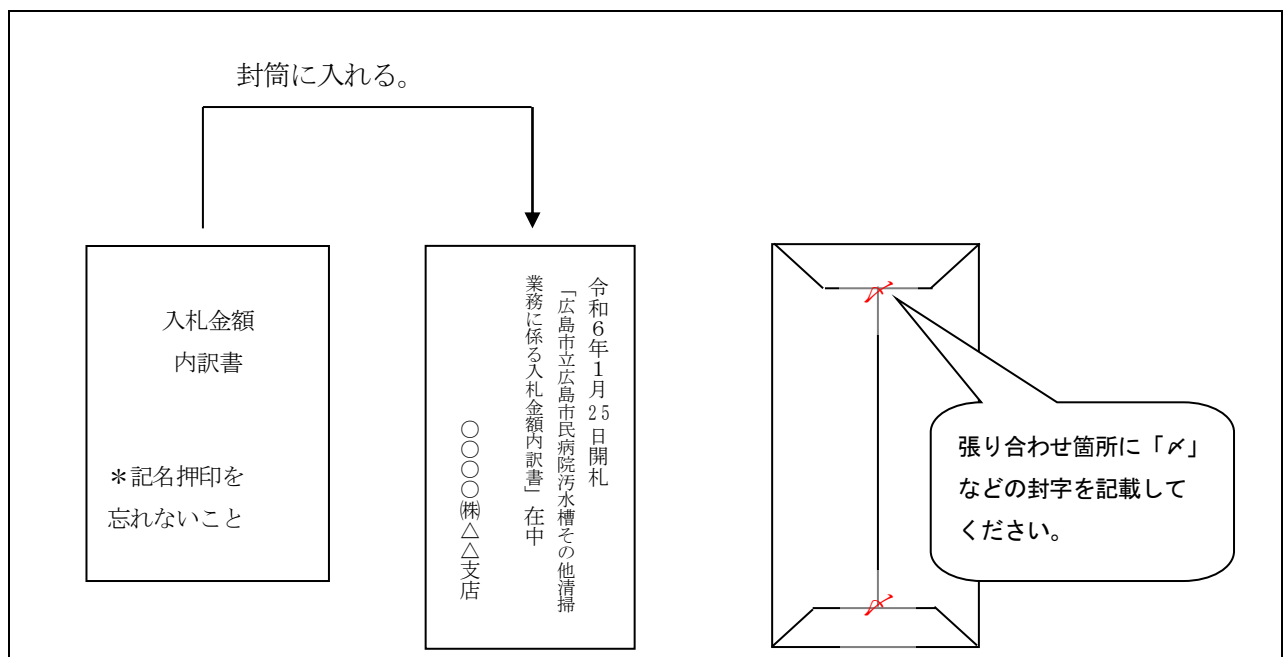 封筒に入れる。
入札金額
内訳書
＊記名押印を
忘れないこと
令和６年１月25日開札
「広島市立広島市民病院汚水槽その他清掃
業務に係る入札金額内訳書」在中
○○○○㈱△△支店
〆
〆
張り合わせ箇所に「〆」
などの封字を記載して
ください。